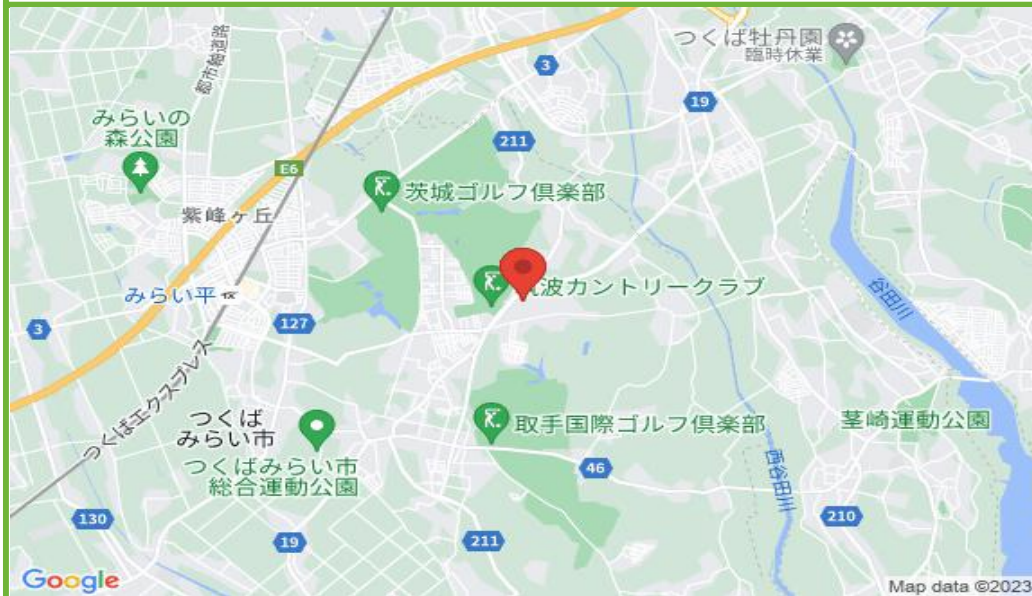 つくば牡丹園
臨時休業
都市軸道路
3
19
みらいの
森公園
211
E6
茨城ゴルフ倶楽部
紫峰ヶ丘
波カントリークラブ
みらい平
谷田川
3
127
つくばエクスプレス
つくば
みらい市
取手国際ゴルフ倶楽部
茎崎運動公園
つくばみらい市
総合運動公園
46
西谷田川
130
19
211
210
Google
Map data ©2023